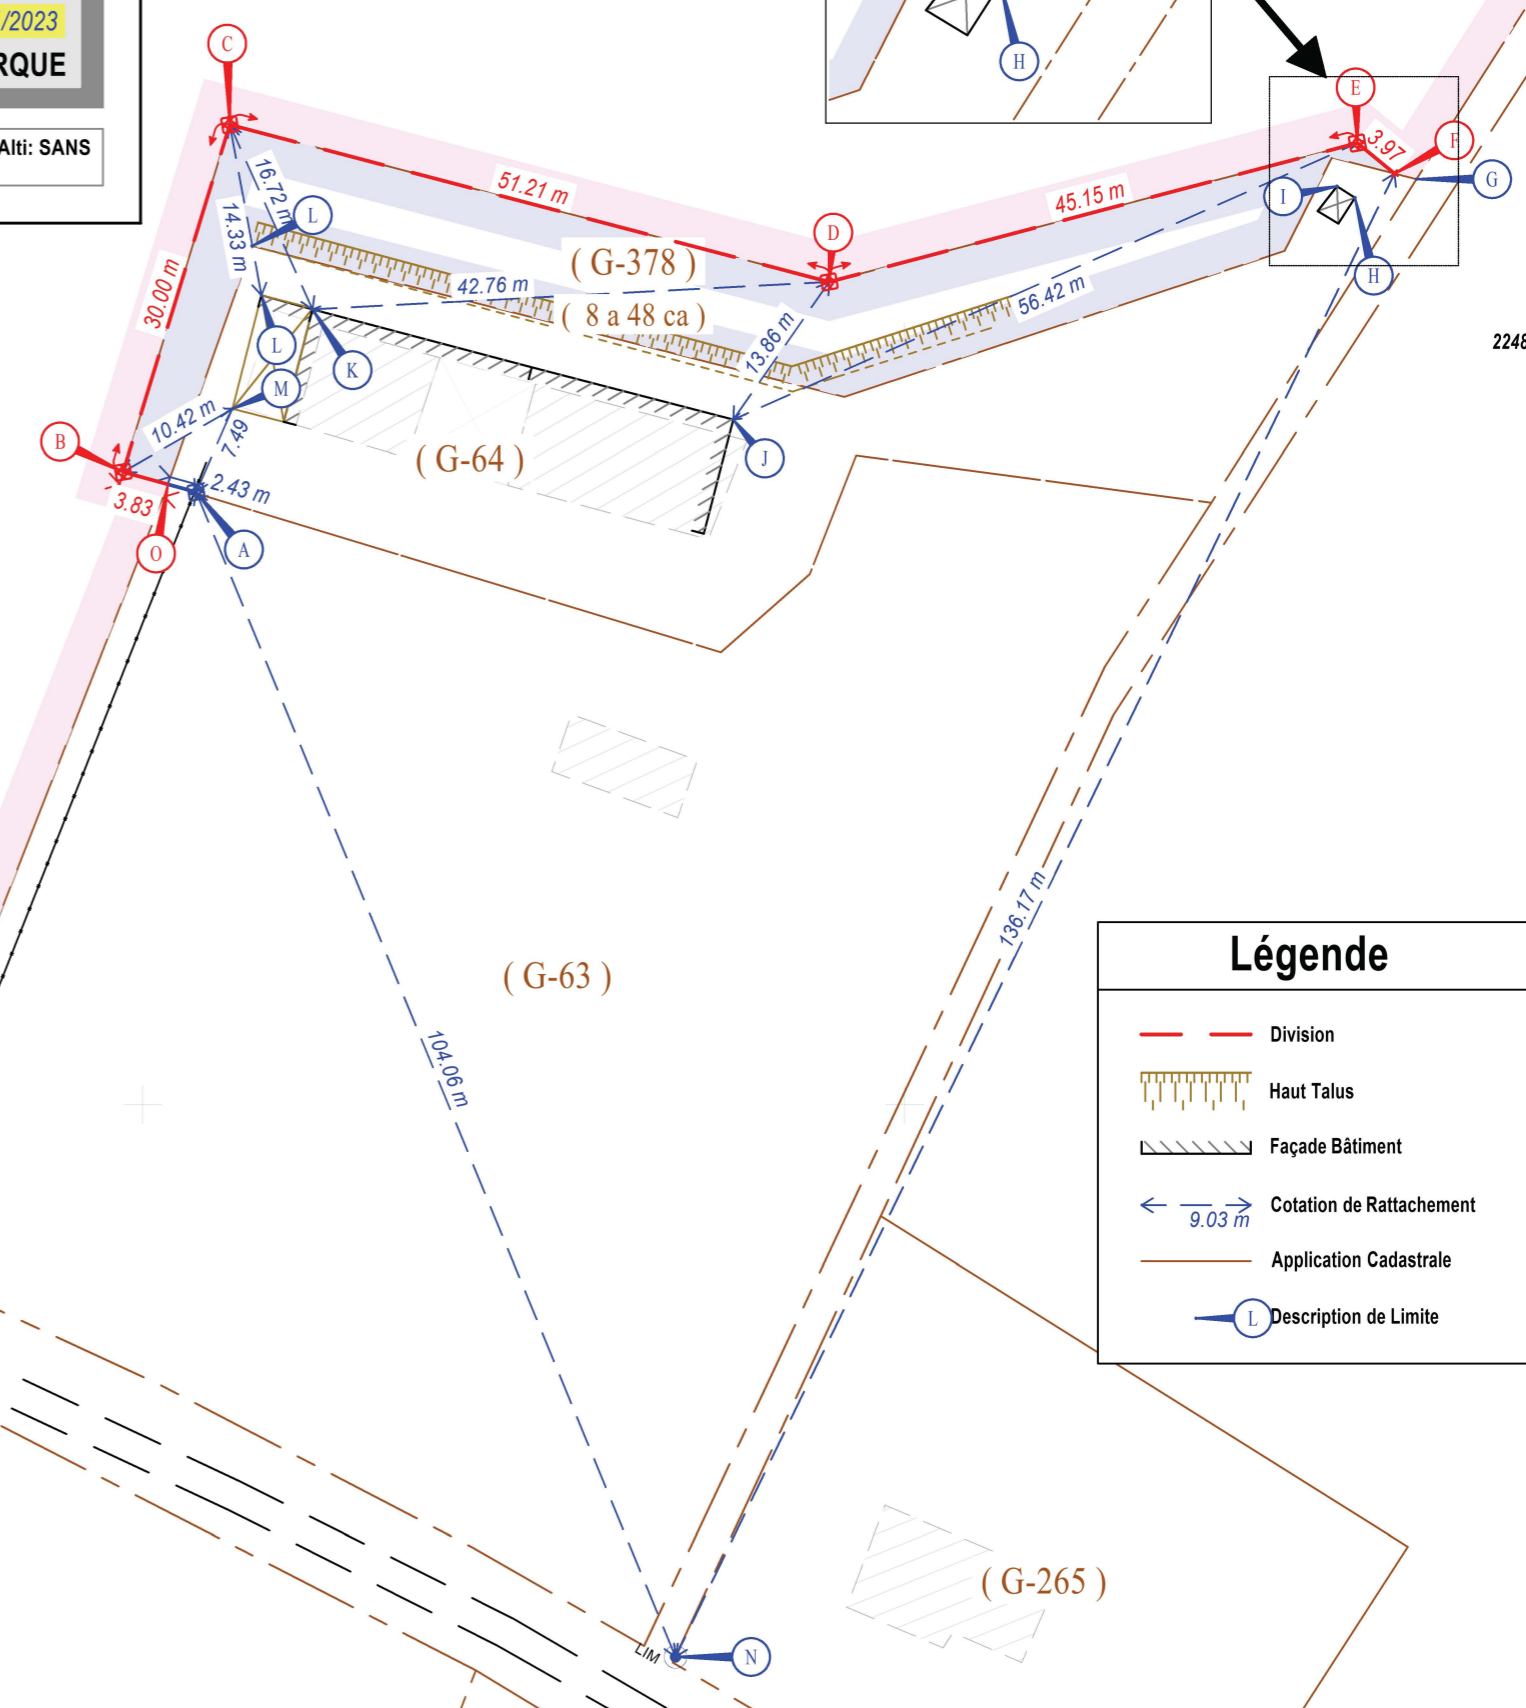 /2023
RQUE
Alti: SANS
C
H
E
3.97
F
G
I
H
16.72 m
14.33 m
L
51.21 m
D
45.15 m
( G-378 )
42.76 m
( 8 a 48 ca )
56.42 m
30.00 m
13.86 m
2248
L
K
M
10.42 m
7.49
B
( G-64 )
J
2.43 m
3.83
O
A
136.17 m
( G-63 )
104.06 m
Légende
Division
Haut Talus
Façade Bâtiment
Cotation de Rattachement
9.03 m
Application Cadastrale
L
Description de Limite
( G-265 )
LIM
N